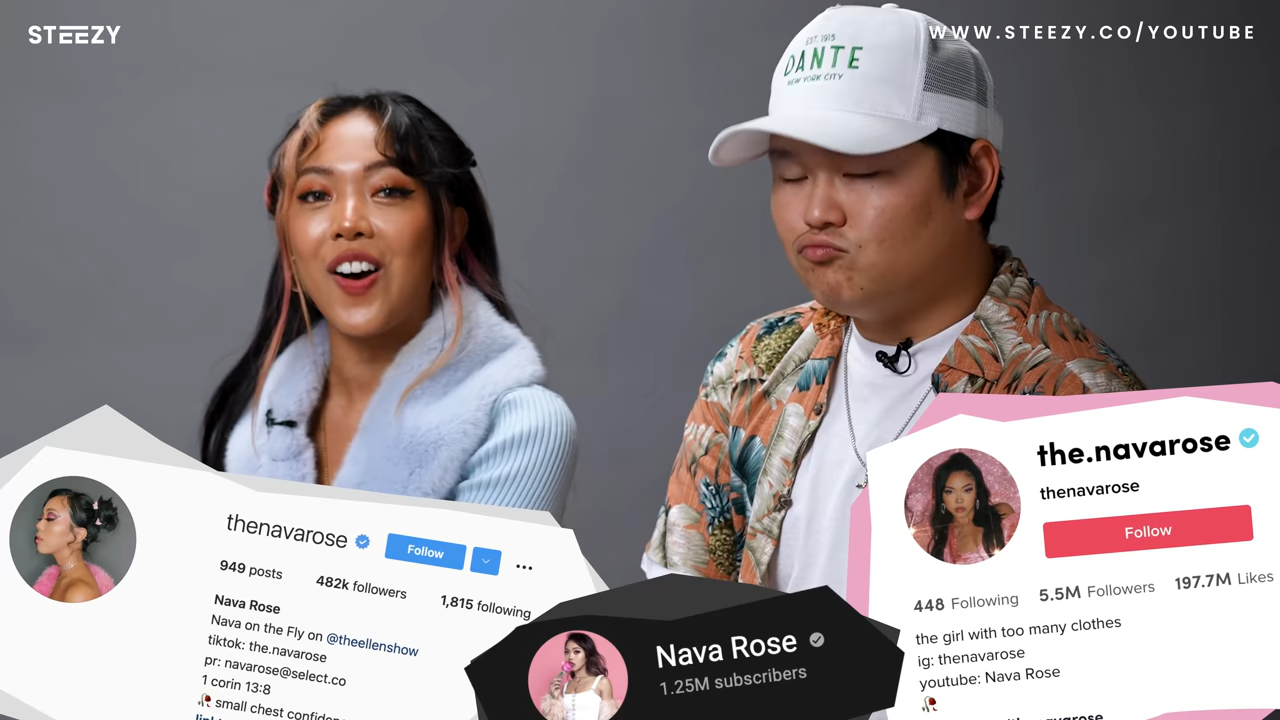 STEEZY
WWW.STEEZY.CO/YOUTUBE
EST. 1915
DANTE
NEW YORK CITY
thenavarose
Follow
...
949 posts
482k followers
1,815 following
Nava Rose
Nava on the Fly on @theellenshow
tiktok: the.navarose
pr: navarose@select.co
1 corin 13:8
🥀 small chest confiden
Nava Rose
1.25M subscribers
the.navarose
thenavarose
Follow
448 Following
5.5M Followers
197.7M Likes
the girl with too many clothes
ig: thenavarose
youtube: Nava Rose
🥀